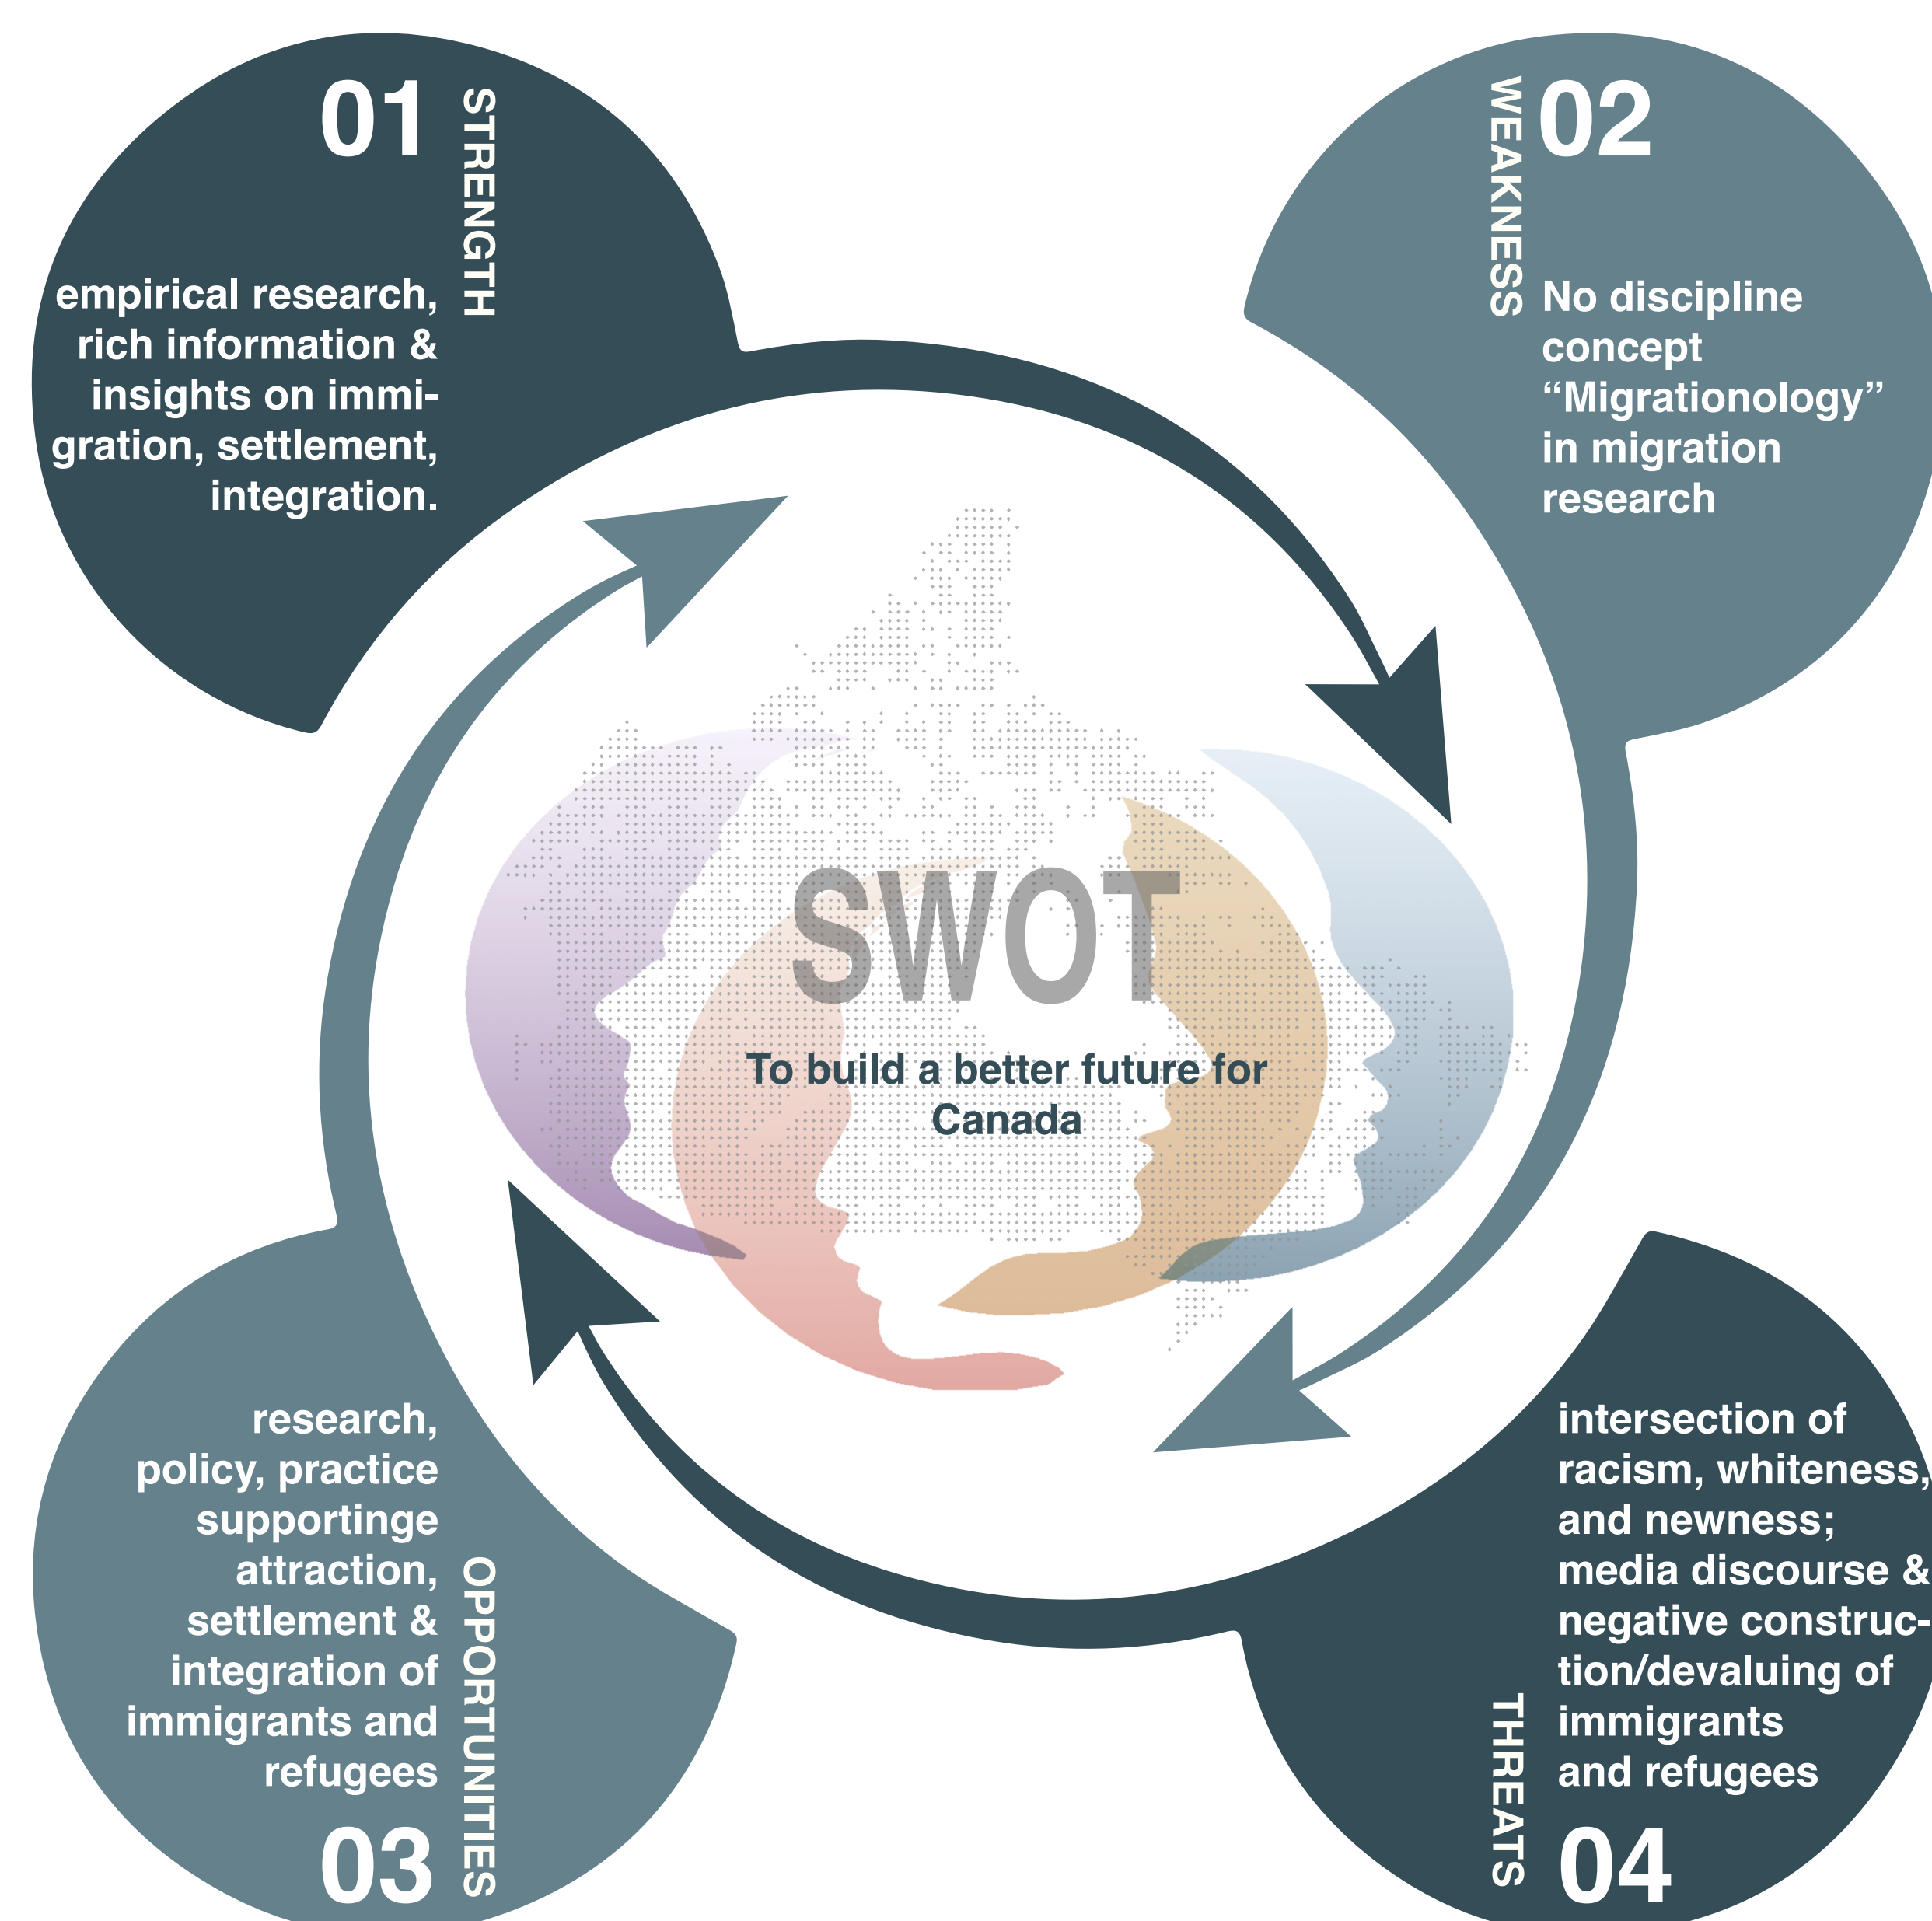 01
STRENGTH
empirical research,
rich information &
insights on immi-
gration, settlement,
integration.
WEAKNESS
02
No discipline
concept
“Migrationology”
in migration
research
SWOT
To build a better future for
Canada
research,
policy, practice
supportinge
attraction,
settlement &
integration of
immigrants and
refugees
OPPORTUNITIES
03
intersection of
racism, whiteness,
and newness;
media discourse &
negative construc-
tion/devaluing of
immigrants
and refugees
THREATS
04